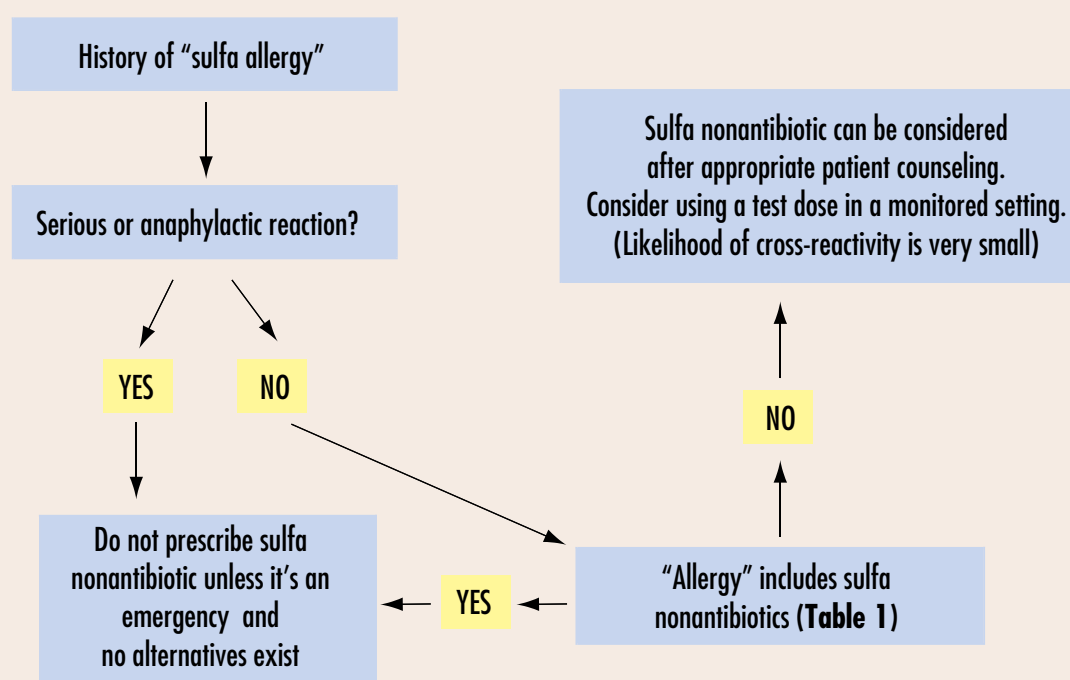 History of “sulfa allergy”
Serious or anaphylactic reaction?
YES
NO
Do not prescribe sulfa
nonantibiotic unless it’s an
emergency and
no alternatives exist
YES
“Allergy” includes sulfa
nonantibiotics (Table 1)
NO
Sulfa nonantibiotic can be considered
after appropriate patient counseling.
Consider using a test dose in a monitored setting.
(Likelihood of cross-reactivity is very small)